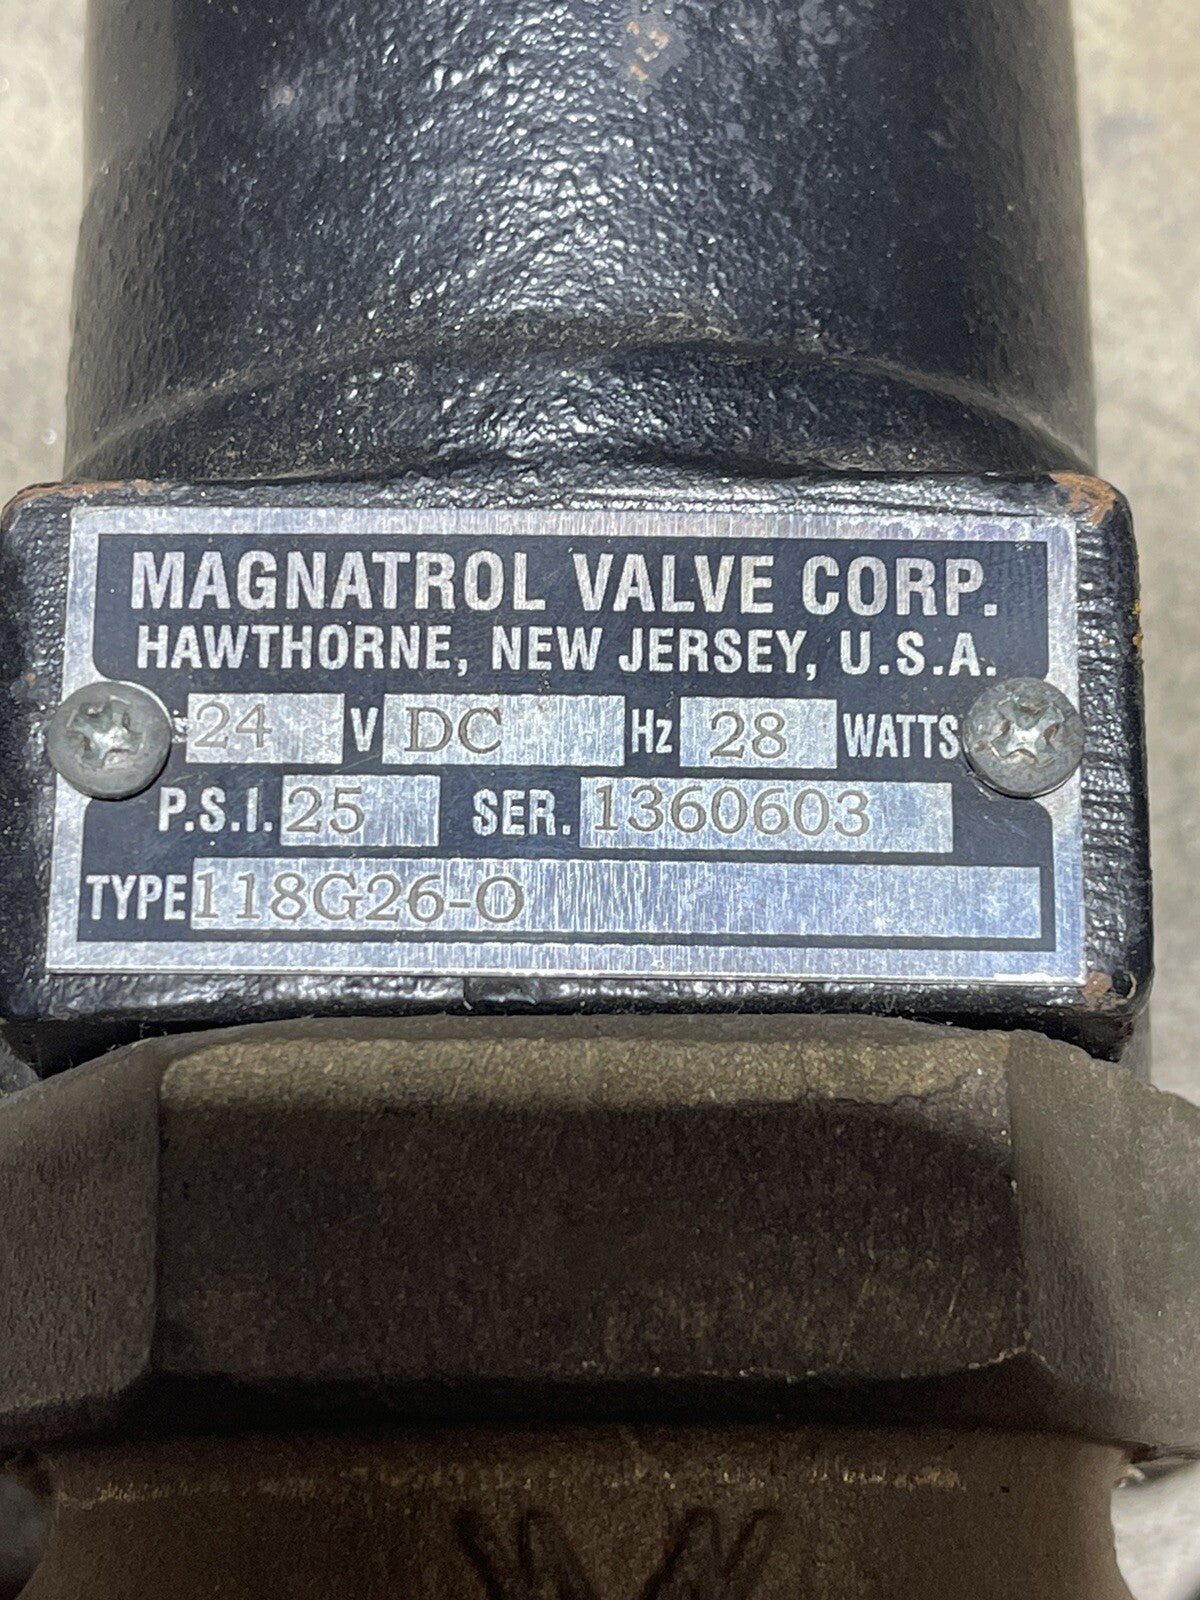 MAGNATROL VALVE CORP.
HAWTHORNE, NEW JERSEY, U.S.A.
24 V DC Hz 28 WATTS
P.S.I. 25 SER. 1360603
TYPE 118G26-O